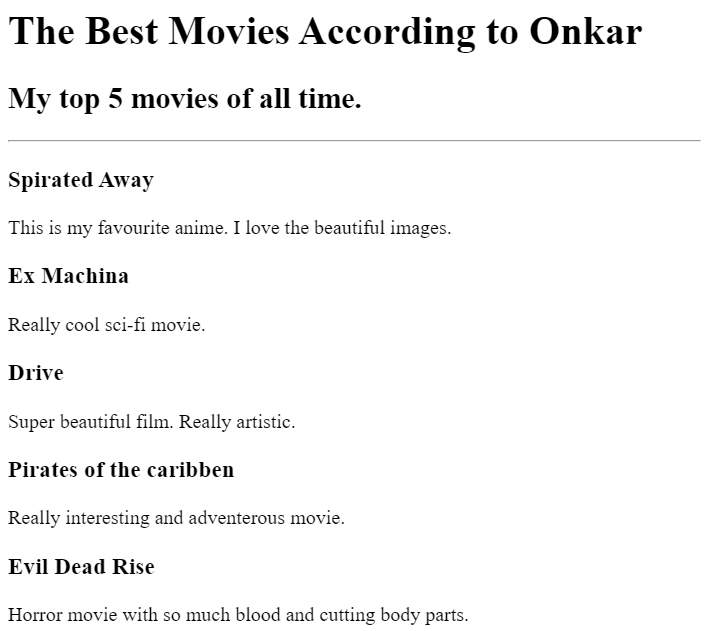 The Best Movies According to Onkar
My top 5 movies of all time.
Spirated Away
This is my favourite anime. I love the beautiful images.
Ex Machina
Really cool sci-fi movie.
Drive
Super beautiful film. Really artistic.
Pirates of the caribben
Really interesting and adventerous movie.
Evil Dead Rise
Horror movie with so much blood and cutting body parts.